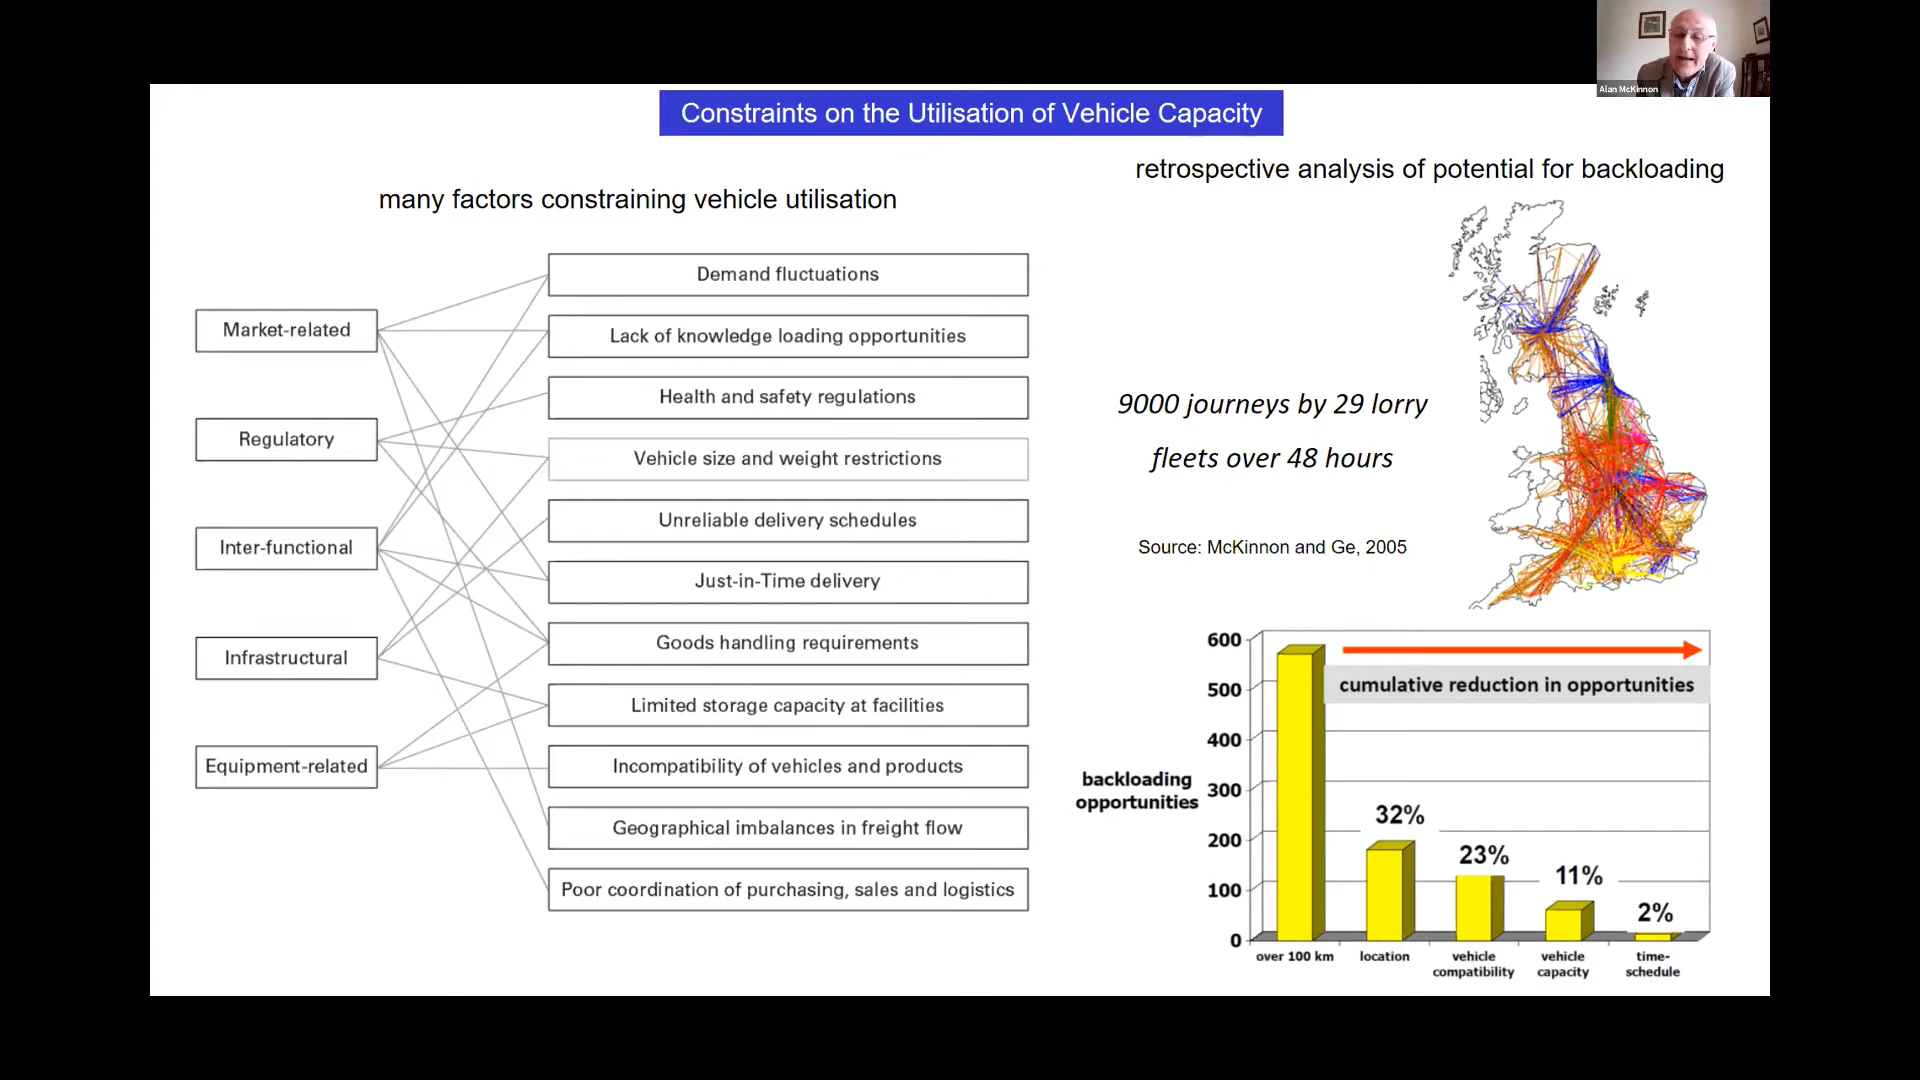 Alan McKinnon
Constraints on the Utilisation of Vehicle Capacity
many factors constraining vehicle utilisation
Market-related
Regulatory
Inter-functional
Infrastructural
Equipment-related
Demand fluctuations
Lack of knowledge loading opportunities
Health and safety regulations
Vehicle size and weight restrictions
Unreliable delivery schedules
Just-in-Time delivery
Goods handling requirements
Limited storage capacity at facilities
Incompatibility of vehicles and products
Geographical imbalances in freight flow
Poor coordination of purchasing, sales and logistics
retrospective analysis of potential for backloading
9000 journeys by 29 lorry
fleets over 48 hours
Source: McKinnon and Ge, 2005
cumulative reduction in opportunities
backloading
opportunities
600
500
400
300
200
100
0
32%
23%
11%
2%
over 100 km
location
vehicle
compatibility
vehicle
capacity
time-
schedule